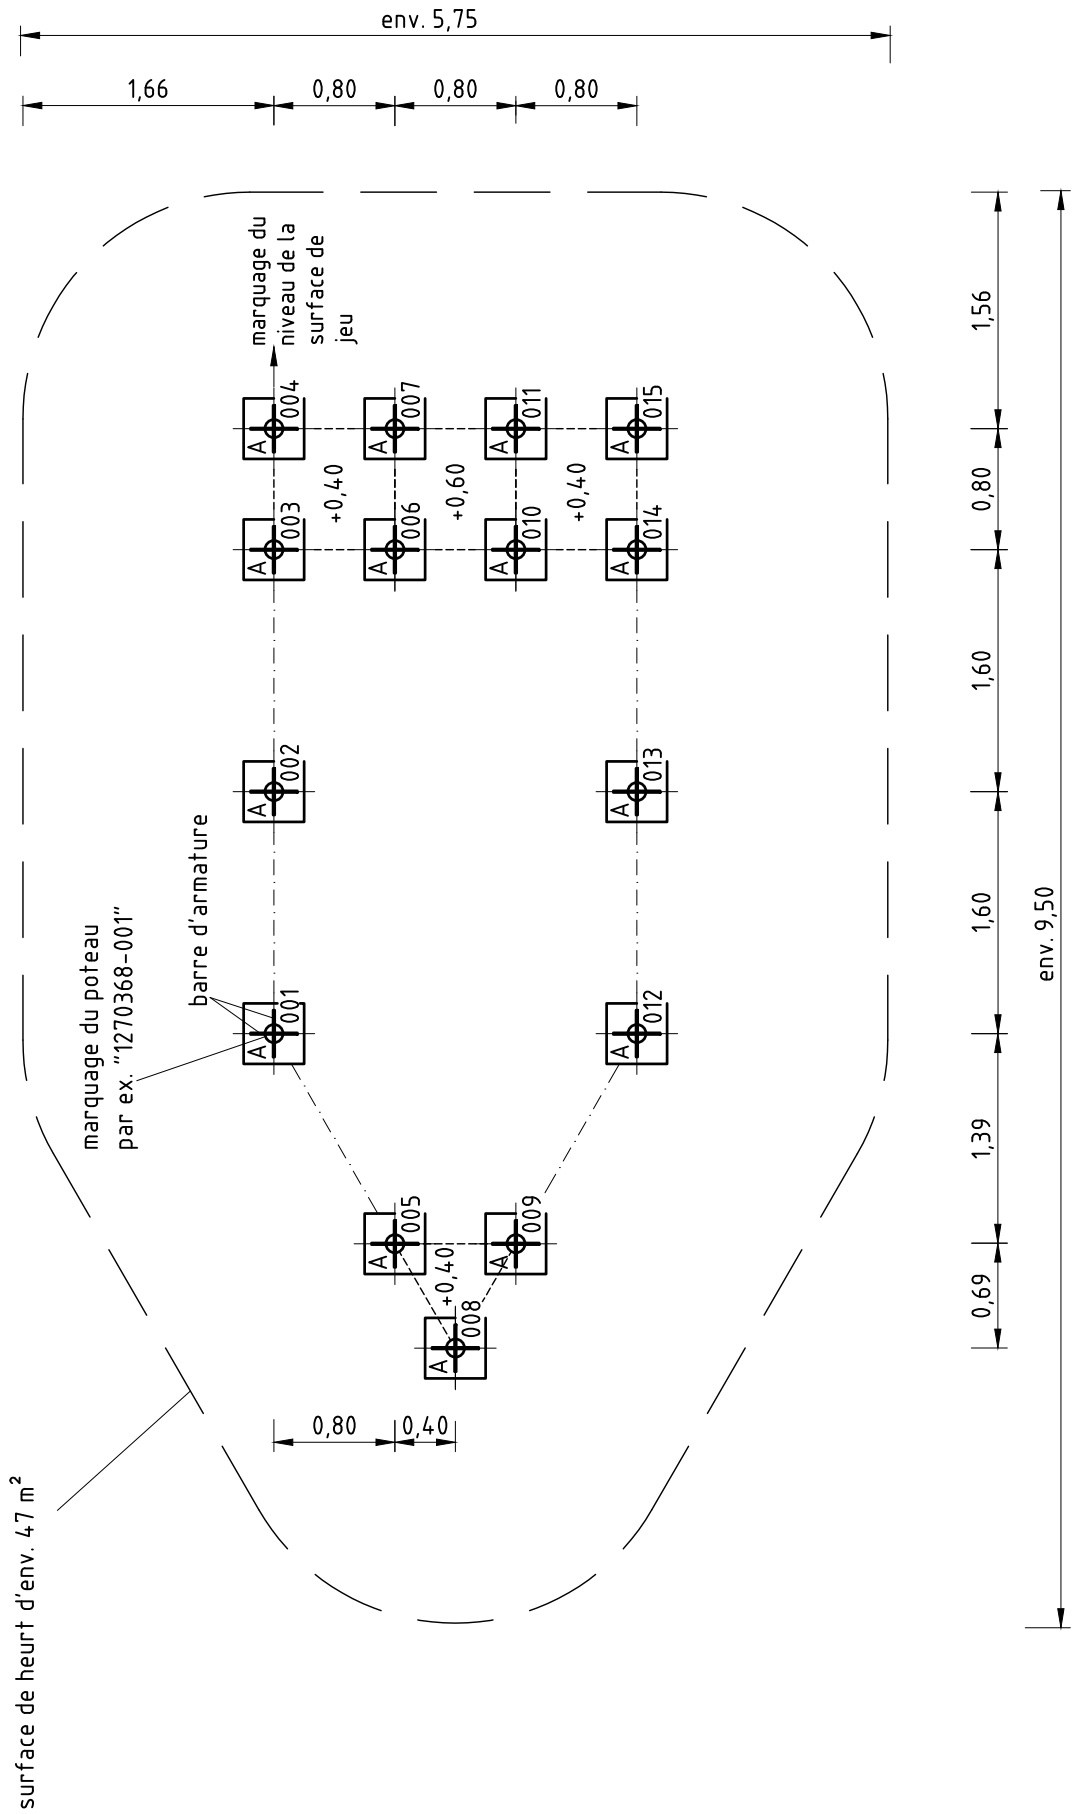 env. 5,75
1,66
0,80
0,80
0,80
marquage du
niveau de la
surface de
jeu
1,56
A
004
A
007
A
011
A
015
+0,40
+0,60
+0,40
0,80
A
003
A
006
A
010
A
014
1,60
A
002
A
013
barre d'armature
marquage du poteau
par ex. "1270368-001"
1,60
env. 9,50
A
001
A
012
1,39
A
005
A
009
+0,40
0,69
A
008
0,80
0,40
surface de heurt d'env. 47 m²